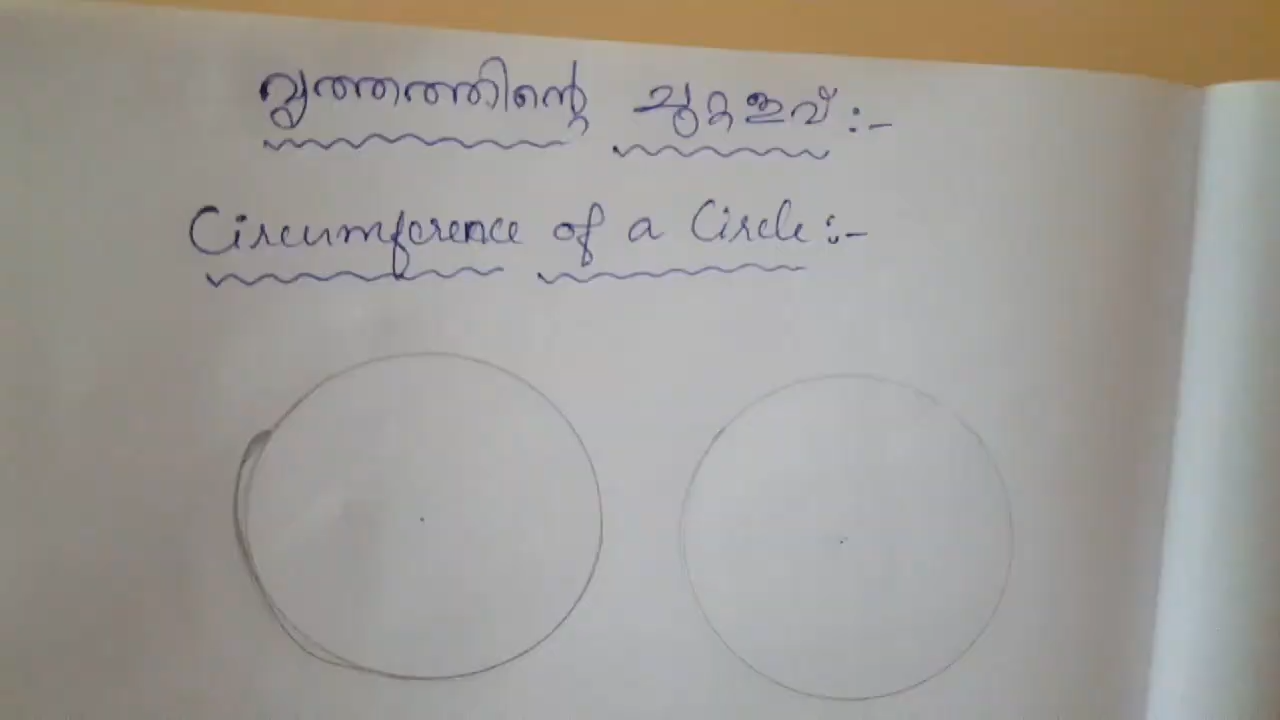 വൃത്തത്തിന്റെ ചുറ്റളവ് :-
Circumference of a Circle :-